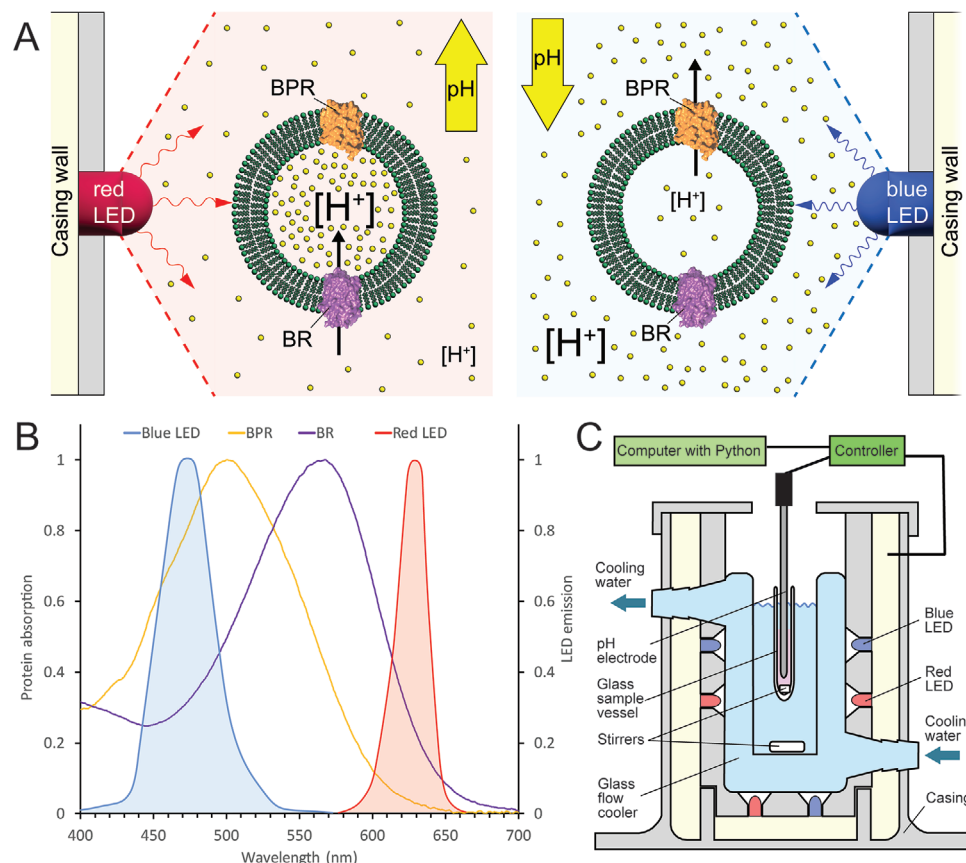 A
pH
BPR
red
LED
Casing wall
[H+]
BR
[H+]
pH
BPR
[H+]
blue
LED
Casing wall
BR
[H+]
B
Blue LED
BPR
BR
Red LED
1
0.8
0.6
0.4
0.2
0
Protein absorption
1
0.8
0.6
0.4
0.2
0
LED emission
400
450
500
550
600
650
700
Wavelength (nm)
C
Computer with Python
Controller
Cooling
water
pH
electrode
Glass
sample
vessel
Stirrers
Glass
flow
cooler
Blue
LED
Red
LED
Cooling
water
Casing